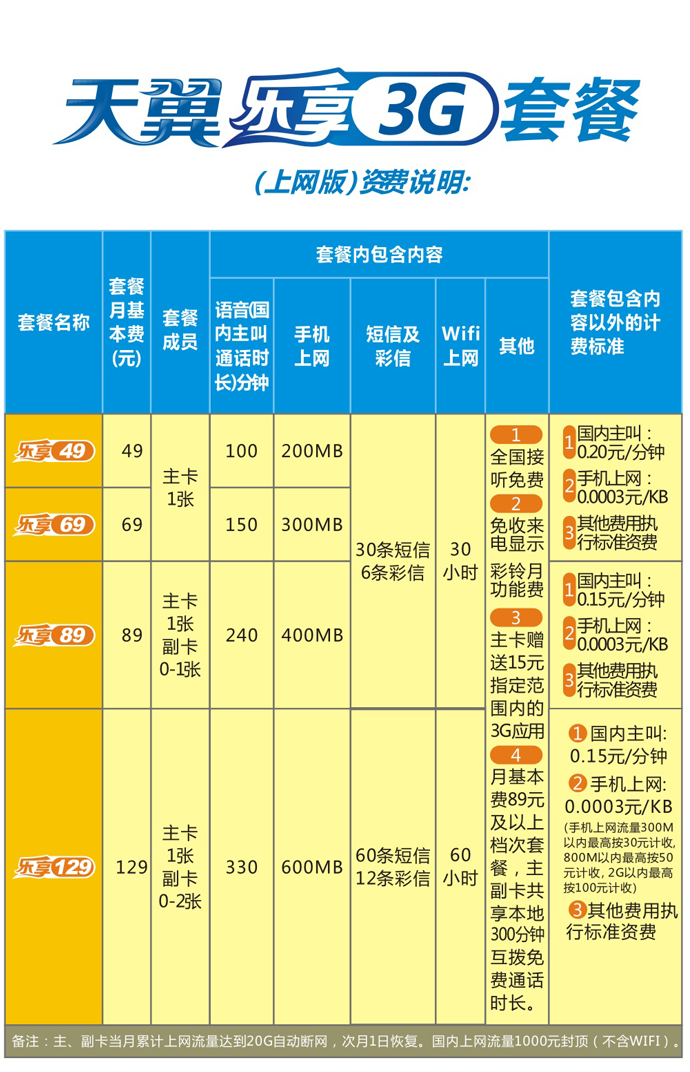 天翼 乐享 3G 套餐
(上网版)资费说明:
套餐名称
套餐
月基
本费
(元)
套餐
成员
套餐内包含内容
语音(国
内主叫
通话时
长)分钟
手机
上网
短信及
彩信
Wifi
上网
其他
套餐包含内
容以外的计
费标准
乐享49
49
主卡
1张
100
200MB
乐享69
69
150
300MB
30条短信
6条彩信
30
小时
乐享89
89
主卡
1张
副卡
0-1张
240
400MB
乐享129
129
主卡
1张
副卡
0-2张
330
600MB
60条短信
12条彩信
60
小时
1
全国接
听免费
2
免收来
电显示
彩铃月
功能费
3
主卡赠
送15元
指定范
围内的
3G应用
4
月基本
费89元
及以上
档次套
餐，主
副卡共
享本地
300分钟
互拨免
费通话
时长。
1 国内主叫：
0.20元/分钟
2 手机上网：
0.0003元/KB
3 其他费用执
行标准资费
1 国内主叫：
0.15元/分钟
2 手机上网：
0.0003元/KB
3 其他费用执
行标准资费
1 国内主叫:
0.15元/分钟
2 手机上网:
0.0003元/KB
(手机上网流量300M
以内最高按30元计收,
800M以内最高按50
元计收, 2G以内最高
按100元计收)
3 其他费用执
行标准资费
备注：主、副卡当月累计上网流量达到20G自动断网，次月1日恢复。国内上网流量1000元封顶（不含WIFI）。